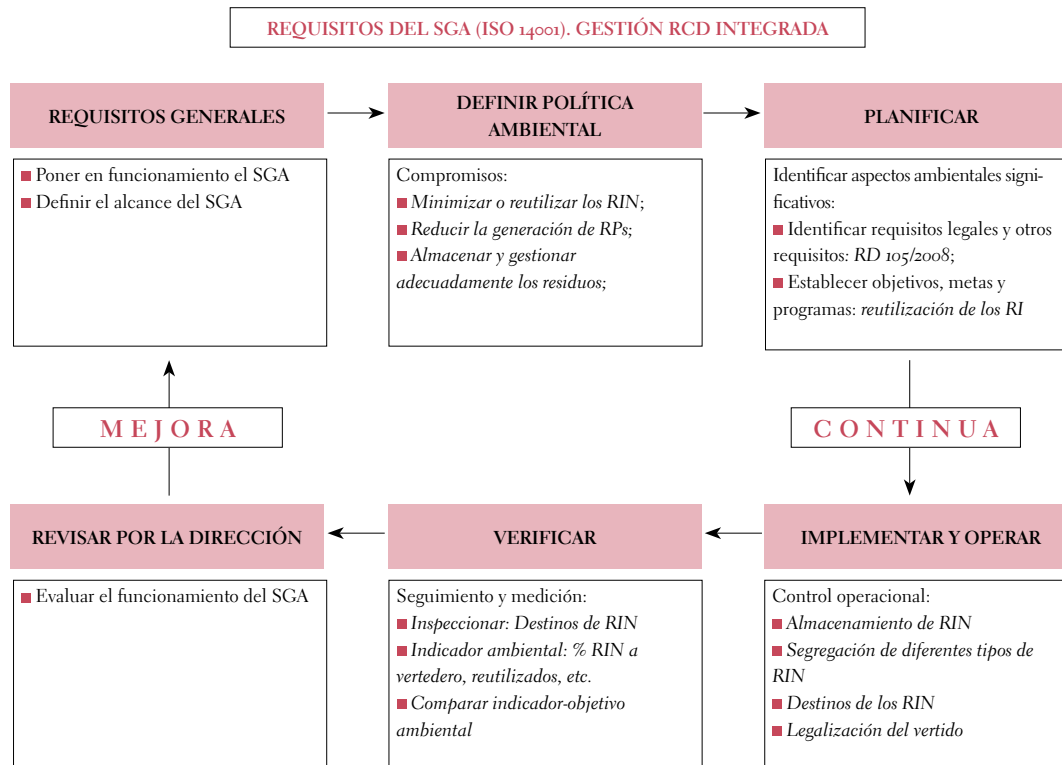 REQUISITOS DEL SGA (ISO 14001). GESTIÓN RCD INTEGRADA
REQUISITOS GENERALES
■ Poner en funcionamiento el SGA
■ Definir el alcance del SGA
DEFINIR POLÍTICA
AMBIENTAL
Compromisos:
■ Minimizar o reutilizar los RIN;
■ Reducir la generación de RPs;
■ Almacenar y gestionar
adecuadamente los residuos;
PLANIFICAR
Identificar aspectos ambientales signi-
ficativos:
■ Identificar requisitos legales y otros
requisitos: RD 105/2008;
■ Establecer objetivos, metas y
programas: reutilización de los RI
MEJORA
CONTINUA
REVISAR POR LA DIRECCIÓN
■ Evaluar el funcionamiento del SGA
VERIFICAR
Seguimiento y medición:
■ Inspeccionar: Destinos de RIN
■ Indicador ambiental: % RIN a
vertedero, reutilizados, etc.
■ Comparar indicador-objetivo
ambiental
IMPLEMENTAR Y OPERAR
Control operacional:
■ Almacenamiento de RIN
■ Segregación de diferentes tipos de
RIN
■ Destinos de los RIN
■ Legalización del vertido